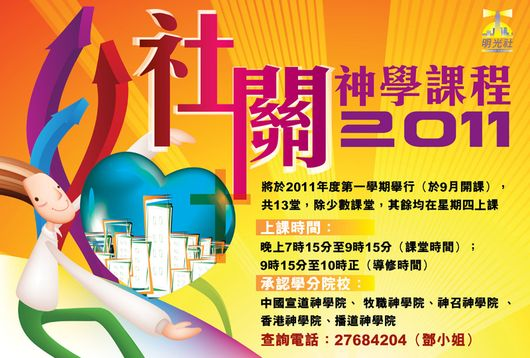 明光社
社關
神學課程
2011
將於2011年度第一學期舉行（於9月開課），
共13堂，除少數課堂，其餘均在星期四上課
上課時間：
晚上7時15分至9時15分（課堂時間）；
9時15分至10時正（導修時間）
承認學分院校：
中國宣道神學院、牧職神學院、神召神學院、
香港神學院、播道神學院
查詢電話：27684204（鄧小姐）